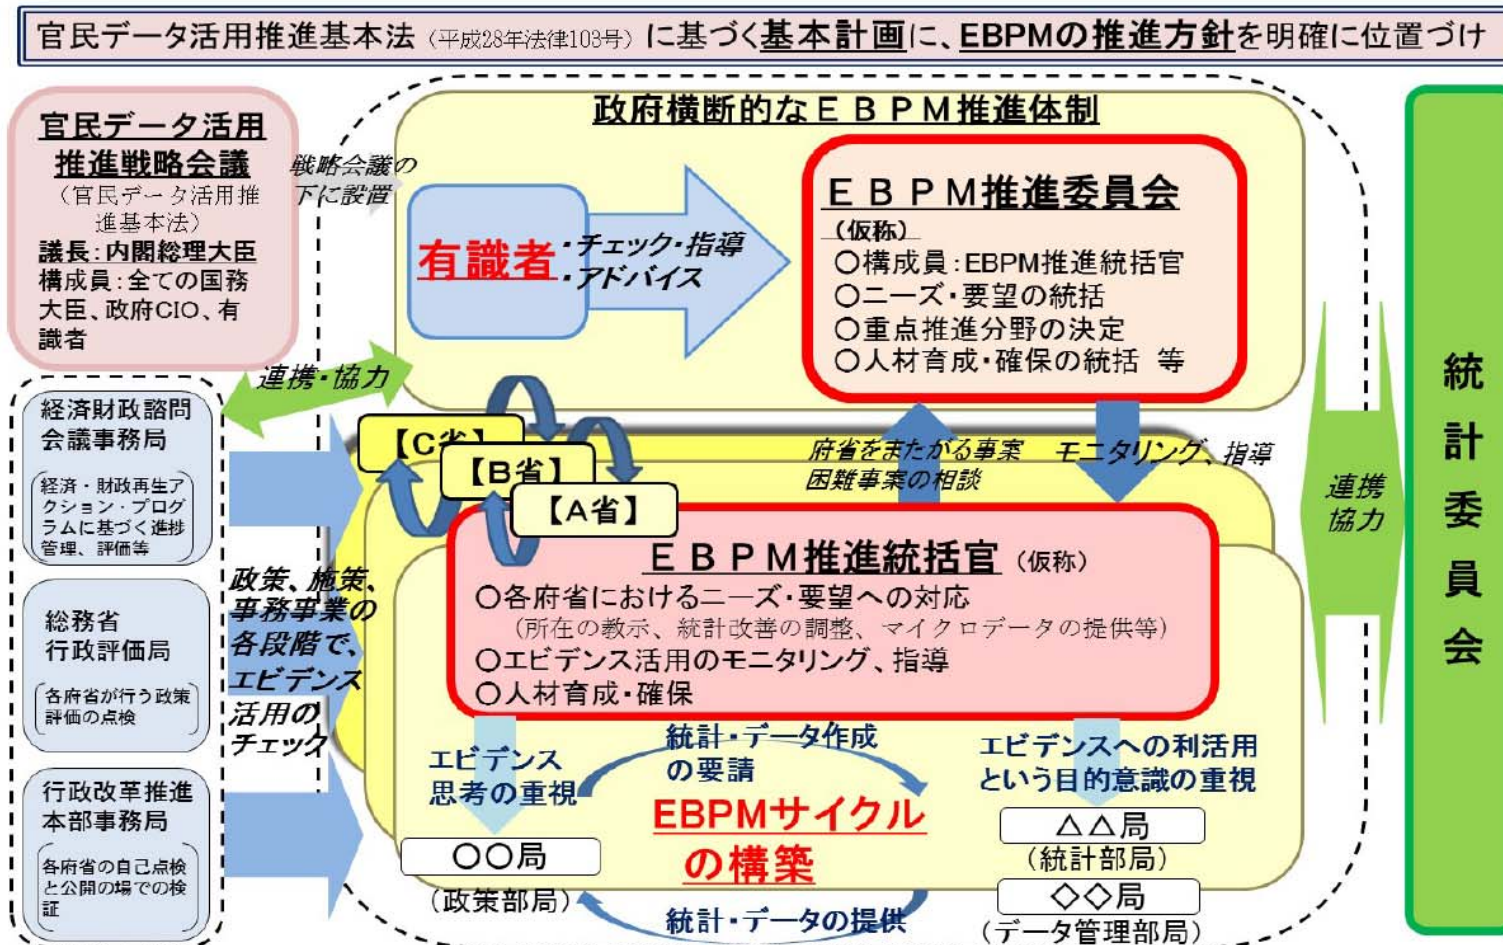 官民データ活用推進基本法（平成28年法律103号）に基づく基本計画に、EBPMの推進方針を明確に位置づけ
官民データ活用
推進戦略会議
（官民データ活用推
進基本法）
議長：内閣総理大臣
構成員：全ての国務
大臣、政府CIO、有
識者
戦略会議の
下に設置
政府横断的なＥＢＰＭ推進体制
有識者
・チェック・指導
・アドバイス
ＥＢＰＭ推進委員会
（仮称）
○構成員：EBPM推進統括官
○ニーズ・要望の統括
○重点推進分野の決定
○人材育成・確保の統括 等
連携・協力
経済財政諮問
会議事務局
経済・財政再生ア
クション・プログ
ラムに基づく進捗
管理、評価等
総務省
行政評価局
各府省が行う政策
評価の点検
行政改革推進
本部事務局
各府省の自己点検
と公開の場での検
証
政策、施策、
事務事業の
各段階で、
エビデンス
活用の
チェック
【C省】
【B省】
【A省】
府省をまたがる事案
困難事案の相談
モニタリング、指導
ＥＢＰＭ推進統括官（仮称）
○各府省におけるニーズ・要望への対応
（所在の教示、統計改善の調整、マイクロデータの提供等）
○エビデンス活用のモニタリング、指導
○人材育成・確保
エビデンス
思考の重視
統計・データ作成
の要請
エビデンスへの利活用
という目的意識の重視
EBPMサイクル
の構築
○○局
（政策部局）
統計・データの提供
△△局
（統計部局）
◇◇局
（データ管理部局）
連携
協力
統計委員会